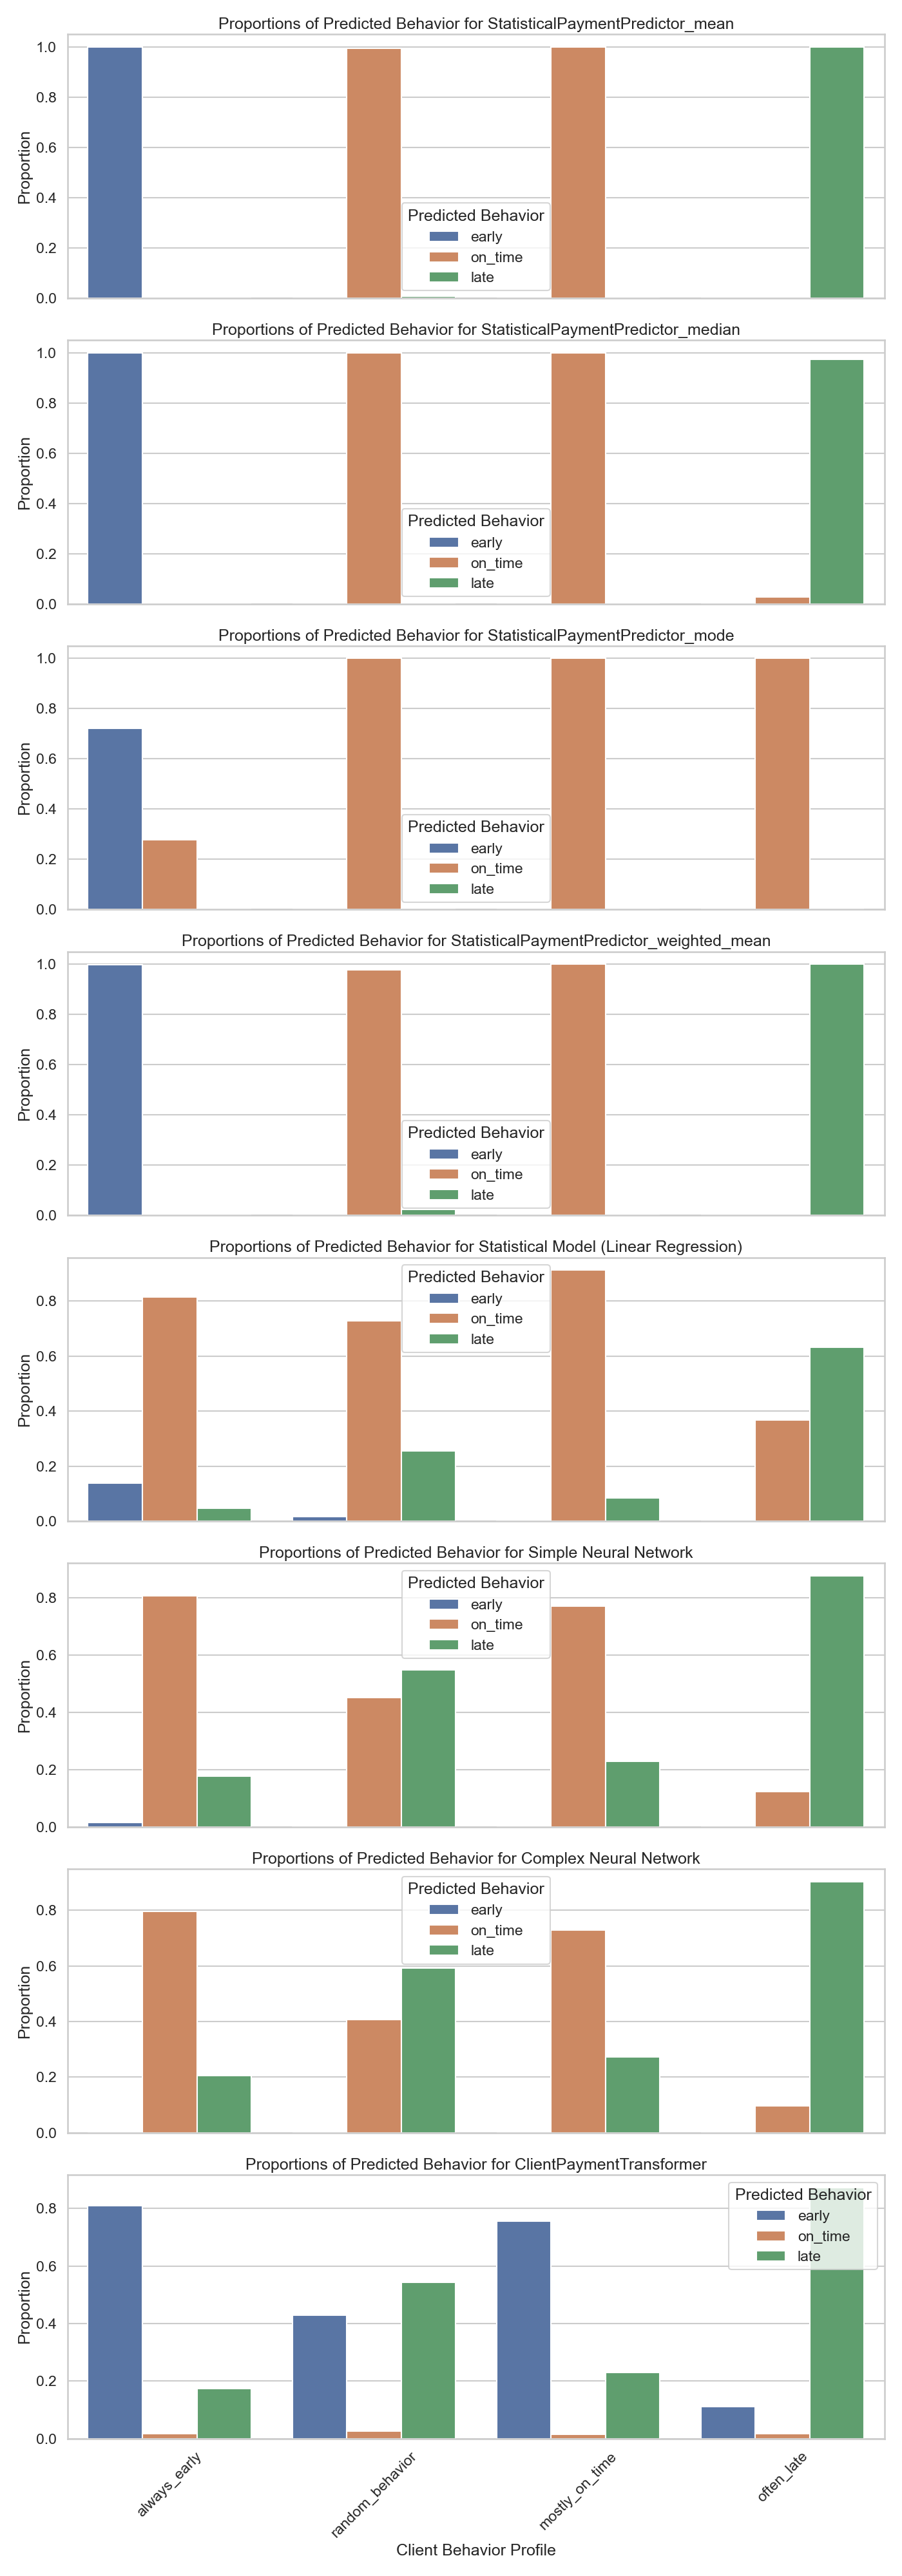 Proportions of Predicted Behavior for StatisticalPaymentPredictor_mean
1.0
0.8
0.6
0.4
0.2
0.0
Proportion
Predicted Behavior
early
on_time
late
Proportions of Predicted Behavior for StatisticalPaymentPredictor_median
1.0
0.8
0.6
0.4
0.2
0.0
Proportion
Predicted Behavior
early
on_time
late
Proportions of Predicted Behavior for StatisticalPaymentPredictor_mode
1.0
0.8
0.6
0.4
0.2
0.0
Proportion
Predicted Behavior
early
on_time
late
Proportions of Predicted Behavior for StatisticalPaymentPredictor_weighted_mean
1.0
0.8
0.6
0.4
0.2
0.0
Proportion
Predicted Behavior
early
on_time
late
Proportions of Predicted Behavior for Statistical Model (Linear Regression)
0.8
0.6
0.4
0.2
0.0
Proportion
Predicted Behavior
early
on_time
late
Proportions of Predicted Behavior for Simple Neural Network
0.8
0.6
0.4
0.2
0.0
Proportion
Predicted Behavior
early
on_time
late
Proportions of Predicted Behavior for Complex Neural Network
0.8
0.6
0.4
0.2
0.0
Proportion
Predicted Behavior
early
on_time
late
Proportions of Predicted Behavior for ClientPaymentTransformer
0.8
0.6
0.4
0.2
0.0
Proportion
Predicted Behavior
early
on_time
late
always_early
random_behavior
mostly_on_time
often_late
Client Behavior Profile